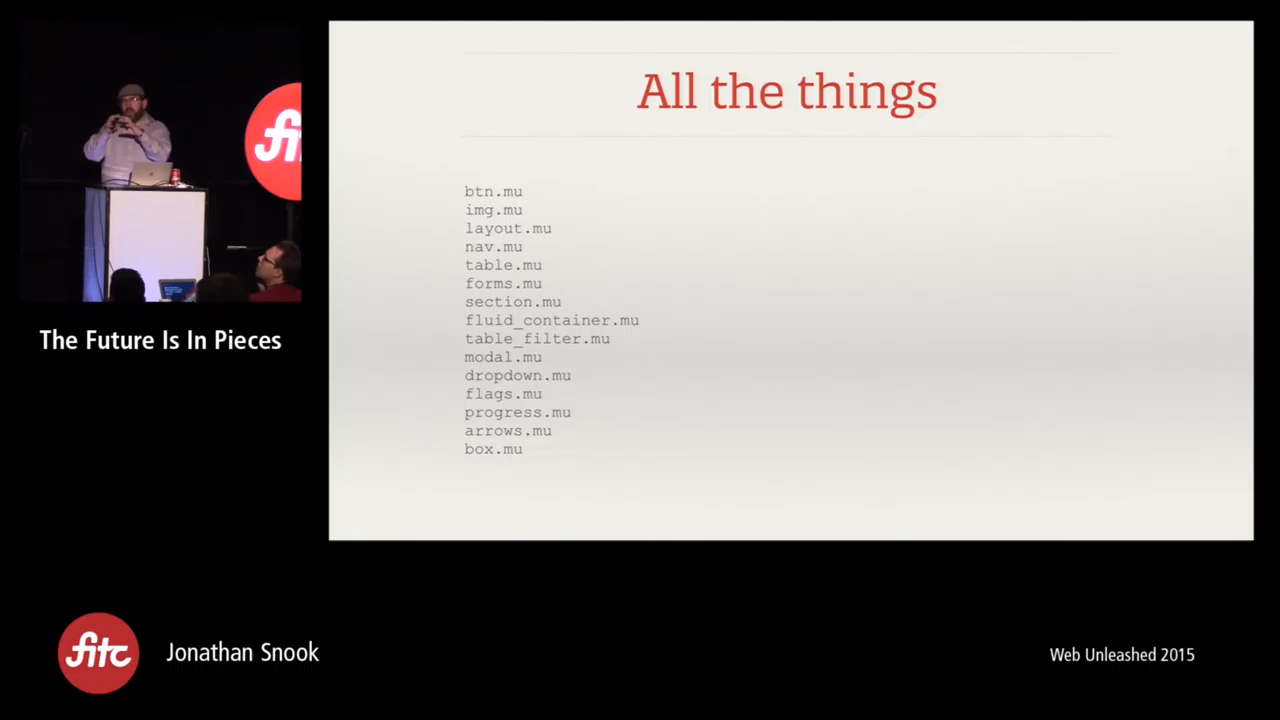 All the things
btn.mu
img.mu
layout.mu
nav.mu
table.mu
forms.mu
section.mu
fluid_container.mu
table_filter.mu
modal.mu
dropdown.mu
flags.mu
progress.mu
arrows.mu
box.mu
fi
The Future Is In Pieces
fitc
Jonathan Snook
Web Unleashed 2015